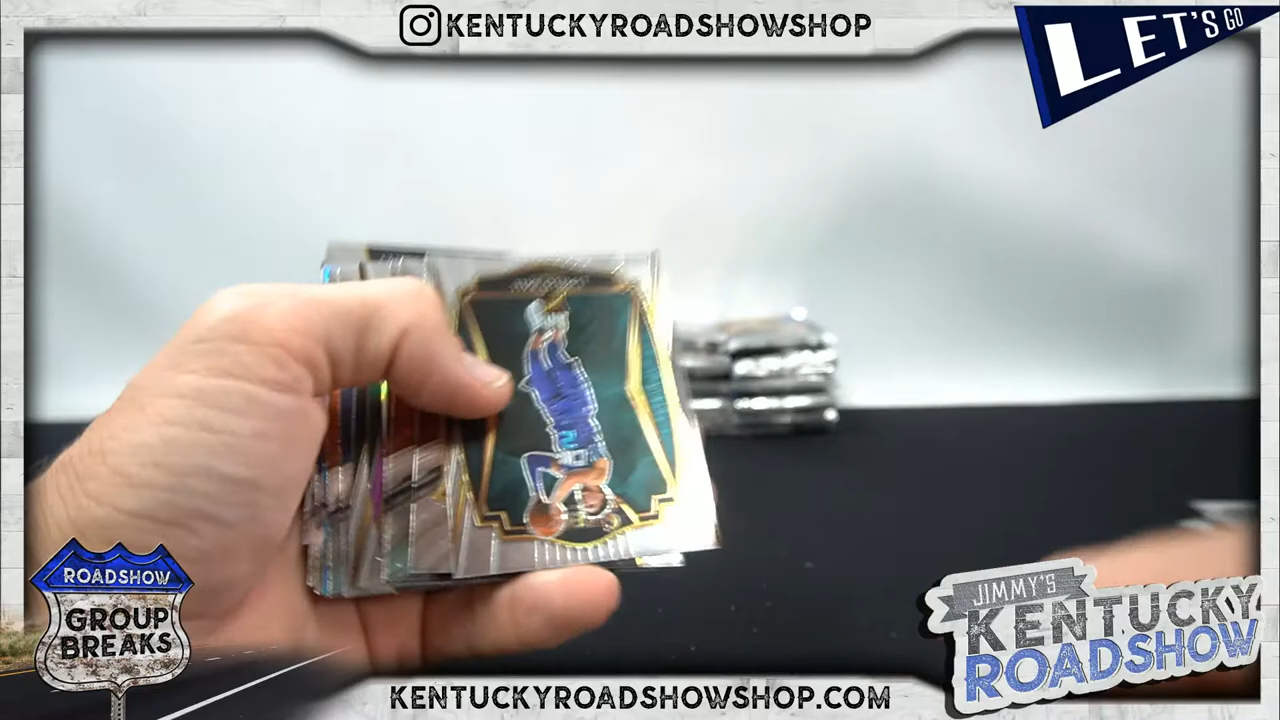 KENTUCKYROADSHOWSHOP
LET'S GO
ROADSHOW
GROUP
BREAKS
JIMMY'S
KENTUCKY
ROADSHOW
KENTUCKYROADSHOWSHOP.COM